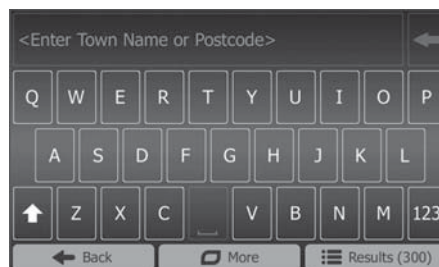 <Enter Town Name or Postcode>
Q W E R T Y U I O P
A S D F G H J K L
Z X C V B N M 123
Back More Results (300)